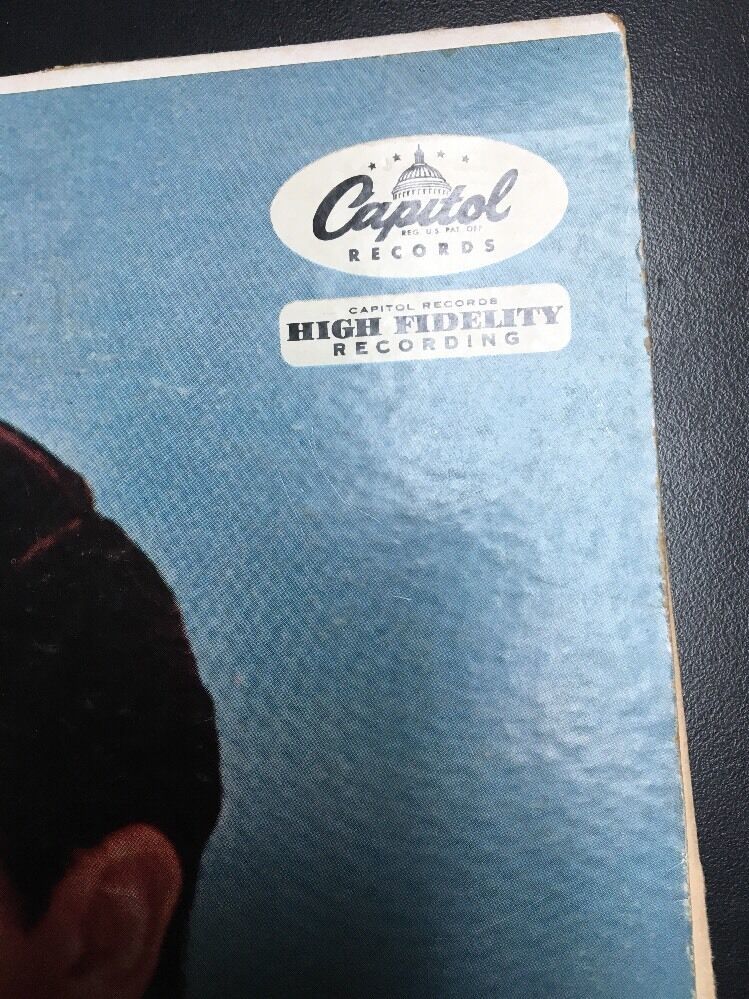 Capitol
REG. U.S. PAT. OFF
RECORDS
CAPITOL RECORDS
HIGH FIDELITY
RECORDING